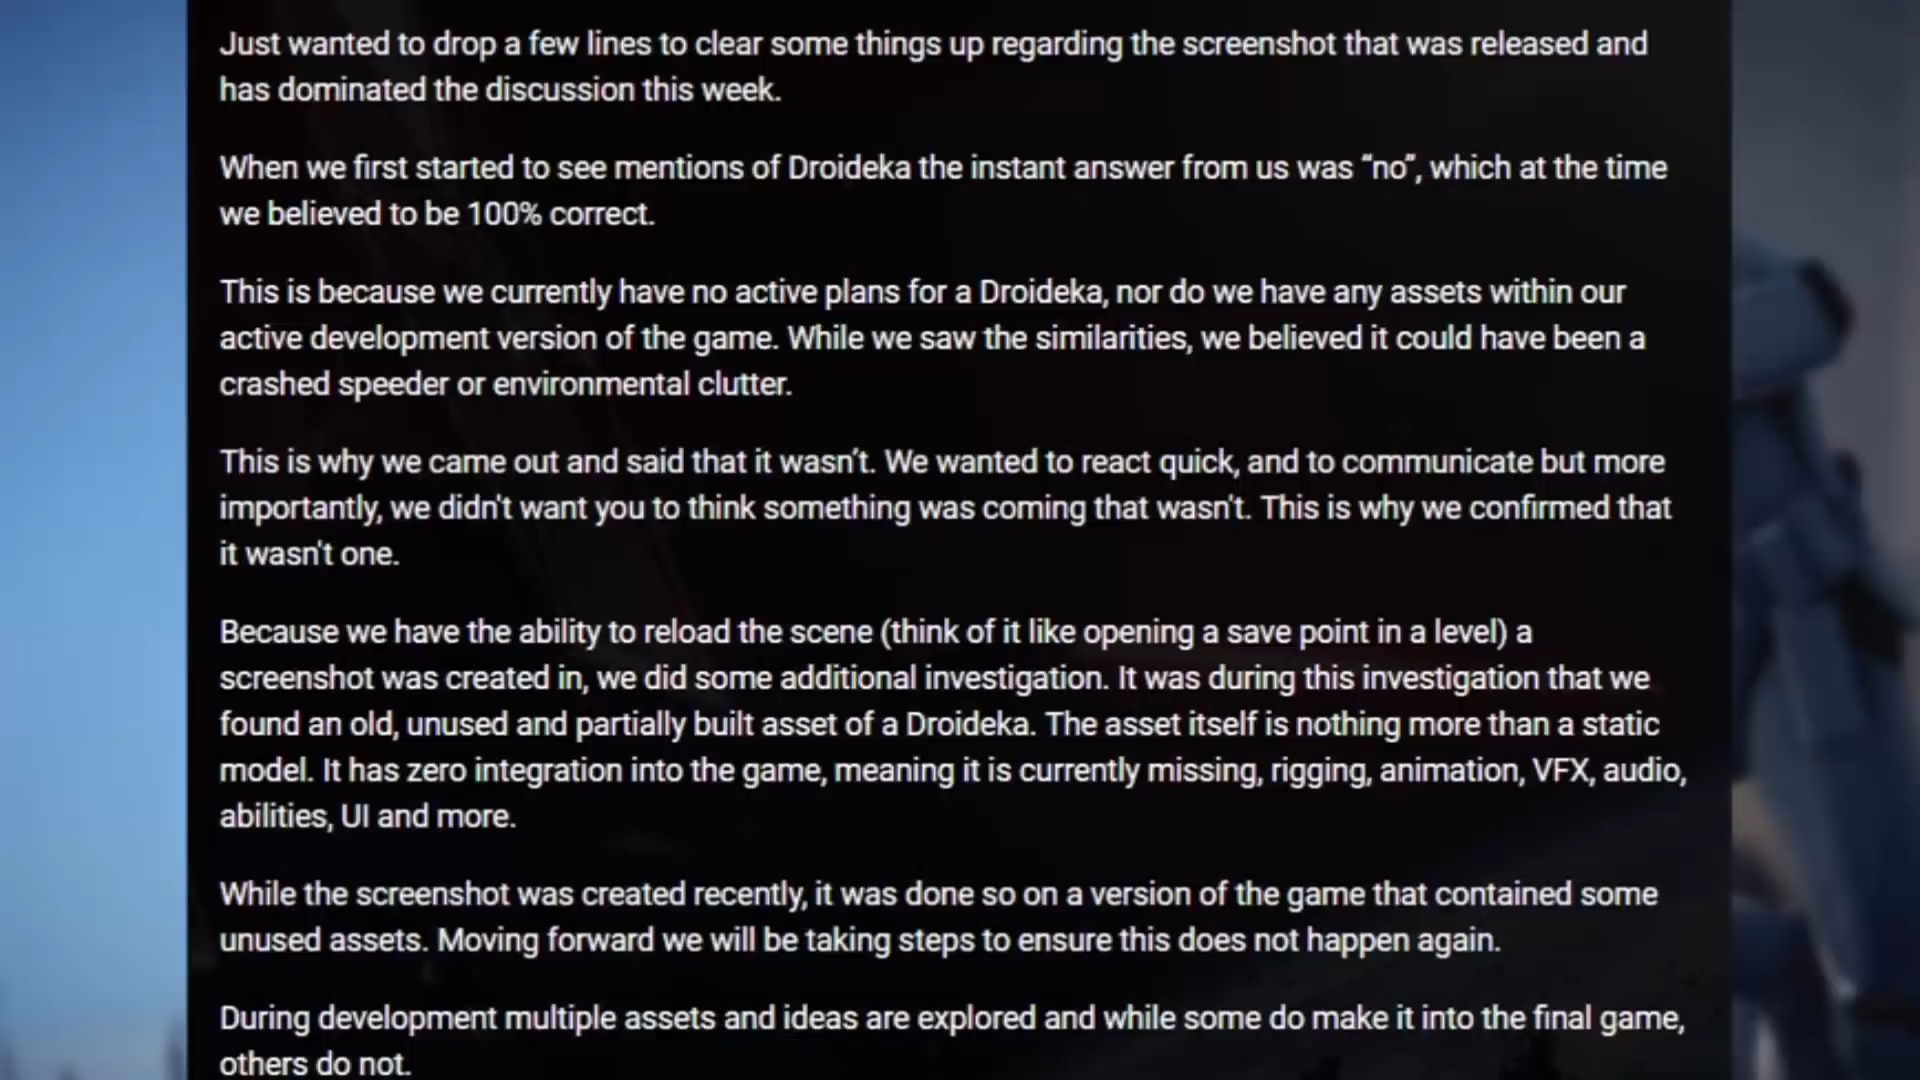 Just wanted to drop a few lines to clear some things up regarding the screenshot that was released and
has dominated the discussion this week.
When we first started to see mentions of Droideka the instant answer from us was “no”, which at the time
we believed to be 100% correct.
This is because we currently have no active plans for a Droideka, nor do we have any assets within our
active development version of the game. While we saw the similarities, we believed it could have been a
crashed speeder or environmental clutter.
This is why we came out and said that it wasn’t. We wanted to react quick, and to communicate but more
importantly, we didn't want you to think something was coming that wasn't. This is why we confirmed that
it wasn't one.
Because we have the ability to reload the scene (think of it like opening a save point in a level) a
screenshot was created in, we did some additional investigation. It was during this investigation that we
found an old, unused and partially built asset of a Droideka. The asset itself is nothing more than a static
model. It has zero integration into the game, meaning it is currently missing, rigging, animation, VFX, audio,
abilities, UI and more.
While the screenshot was created recently, it was done so on a version of the game that contained some
unused assets. Moving forward we will be taking steps to ensure this does not happen again.
During development multiple assets and ideas are explored and while some do make it into the final game,
others do not.